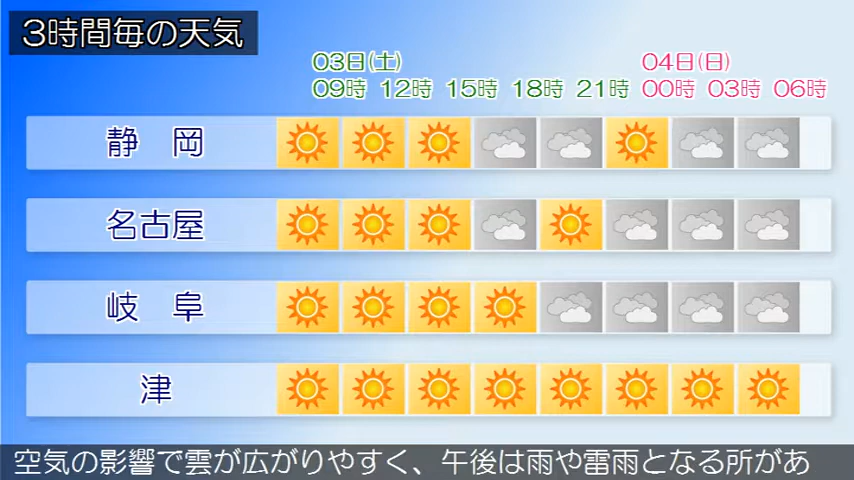 3時間毎の天気
03日(土) 04日(日)
09時 12時 15時 18時 21時 00時 03時 06時
静 岡
名古屋
岐 阜
津
空気の影響で雲が広がりやすく、午後は雨や雷雨となる所があ